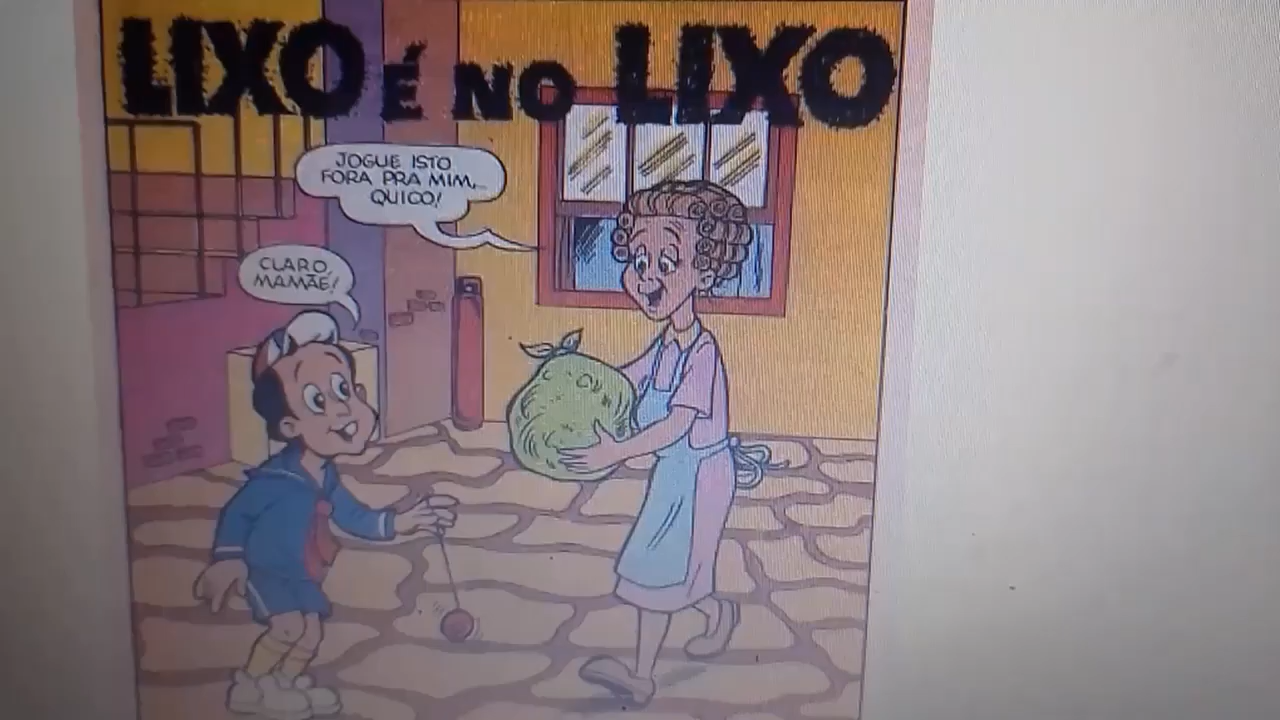 LIXO É NO LIXO
JOGUE ISTO
FORA PRA MIM,
QUICO!
CLARO,
MAMÃE!